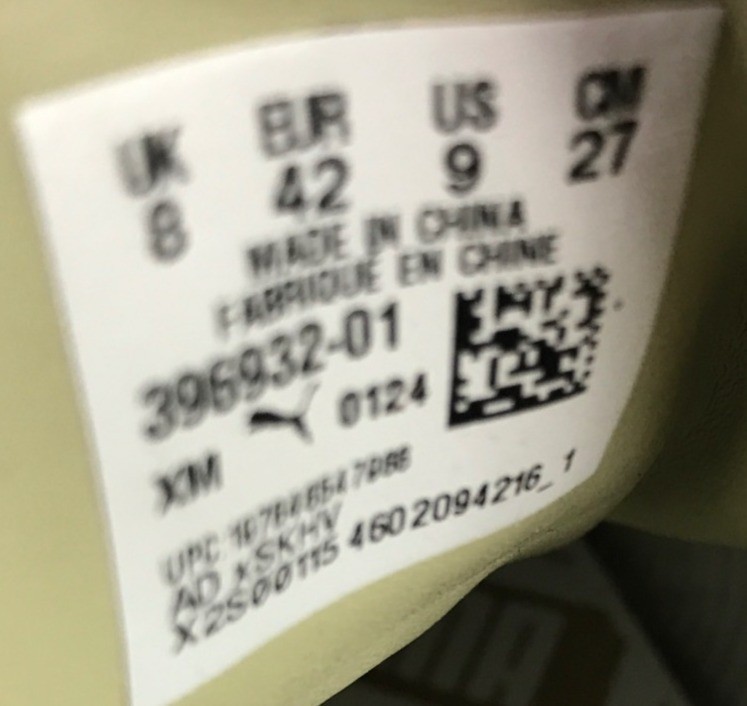 UK EUR US CM
8 42 9 27
MADE IN CHINA
FABRIQUE EN CHINE
396932-01
0124
XM
UPC:
AD XSKHV
X2S00115 4602094216_1